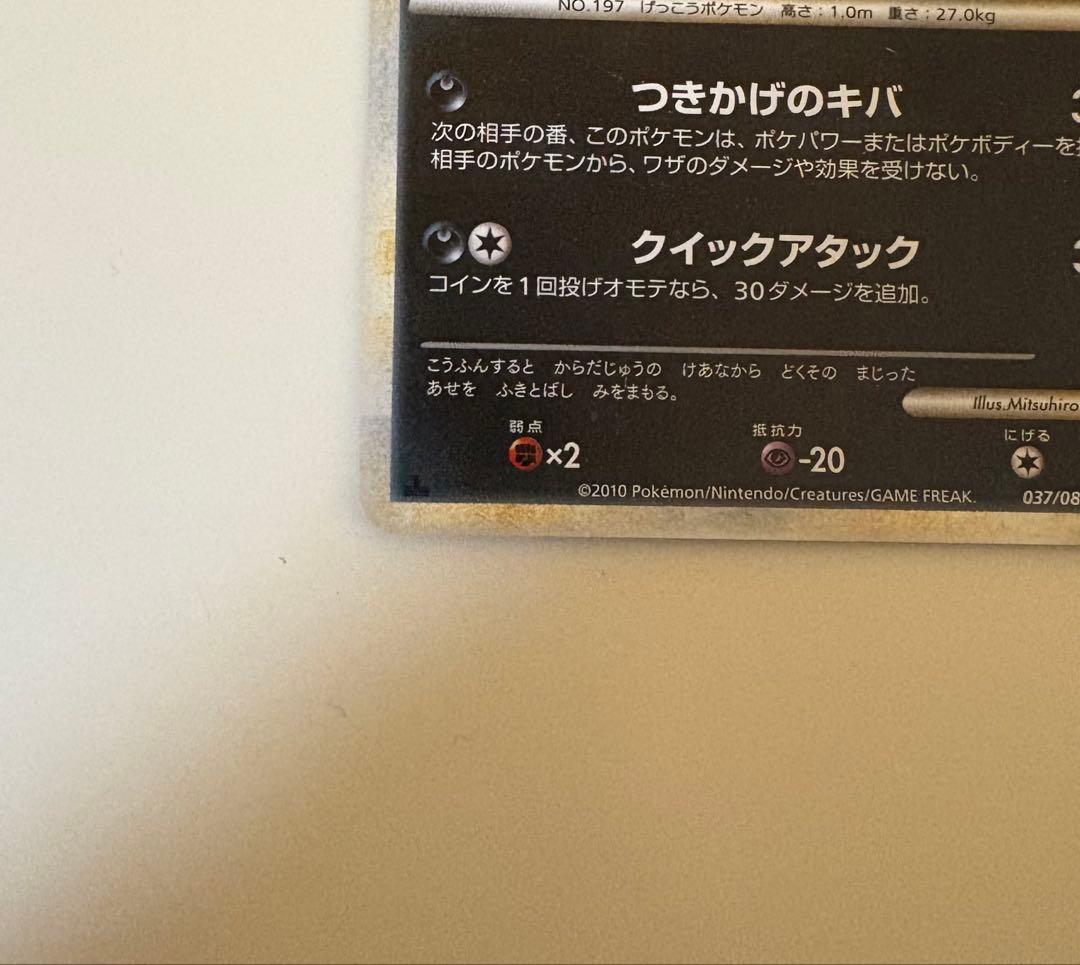 NO.197 げっこうポケモン 高さ：1.0m 重さ：27.0kg
つきかげのキバ
次の相手の番、このポケモンは、ポケパワーまたはポケボディーを
相手のポケモンから、ワザのダメージや効果を受けない。
クイックアタック
コインを1回投げオモテなら、30ダメージを追加。
こうふんすると からだじゅうの けあなから どくその まじった
あせを ふきとばし みをまもる。
Illus.Mitsuhiro
弱点 抵抗力 にげる
×2 -20
©2010 Pokémon/Nintendo/Creatures/GAME FREAK. 037/08